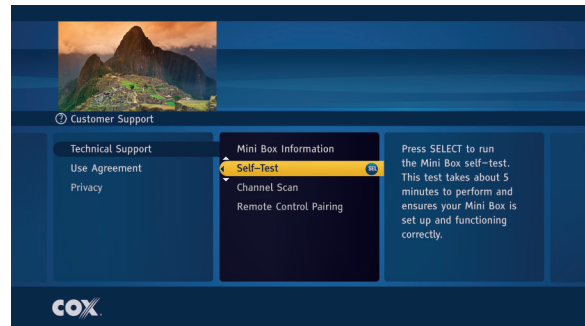 ? Customer Support
Technical Support
Use Agreement
Privacy
Mini Box Information
Self-Test
SEL
Channel Scan
Remote Control Pairing
Press SELECT to run
the Mini Box self-test.
This test takes about 5
minutes to perform and
ensures your Mini Box is
set up and functioning
correctly.
COX